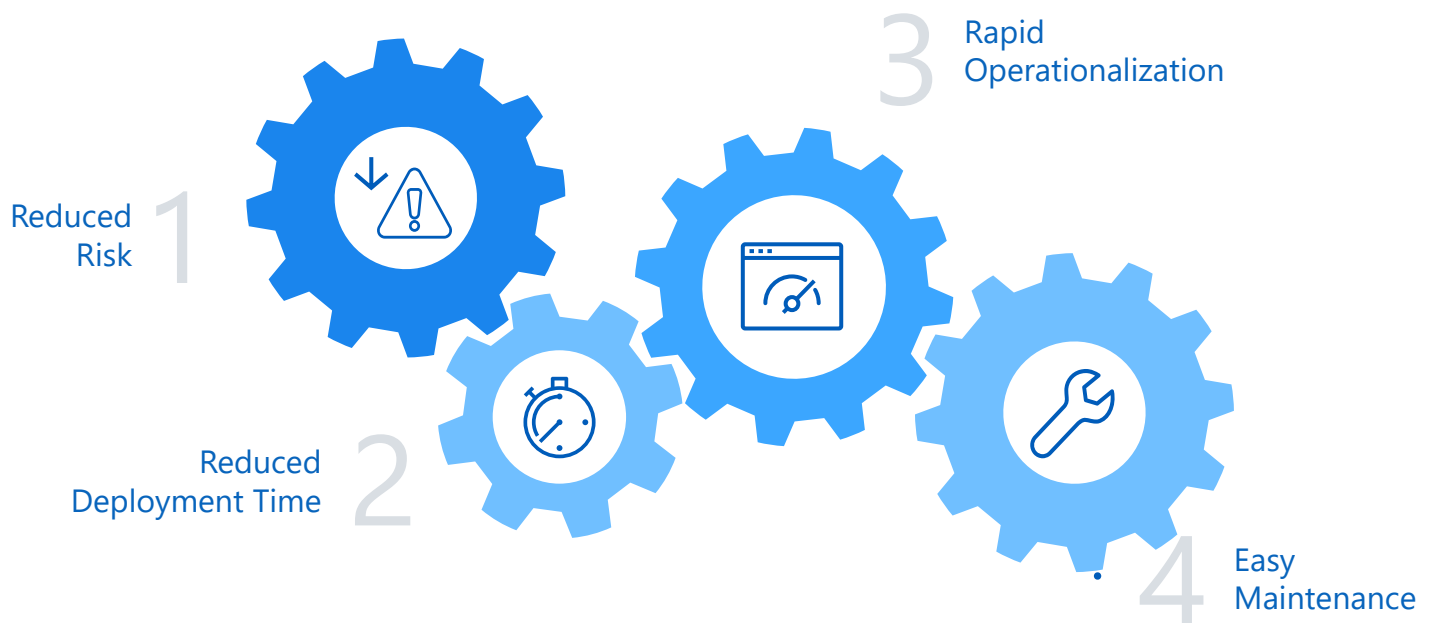 1
Reduced
Risk
2
Reduced
Deployment Time
3
Rapid
Operationalization
4
Easy
Maintenance